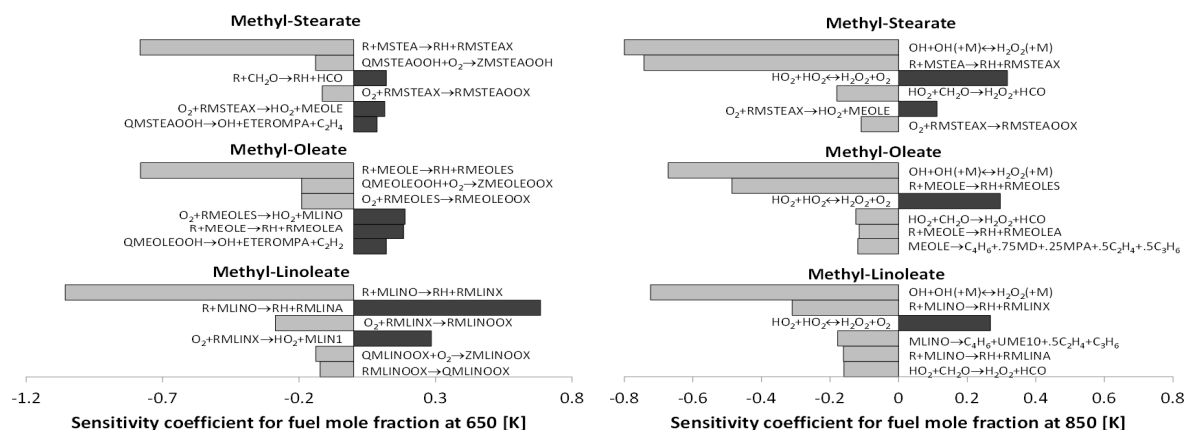 Methyl-Stearate
R+MSTEA→RH+RMSTEAX
QMSTEAOOH+O₂→ZMSTEAOOH
R+CH₂O→RH+HCO
O₂+RMSTEAX→RMSTEAOOX
O₂+RMSTEAX→HO₂+MEOLE
QMSTEAOOH→OH+ETEROMPA+C₂H₄
Methyl-Oleate
R+MEOLE→RH+RMEOLES
QMEOLEOOH+O₂→ZMEOLEOOX
O₂+RMEOLES→RMEOLEOOX
O₂+RMEOLES→HO₂+MLINO
R+MEOLE→RH+RMEOLEA
QMEOLEOOH→OH+ETEROMPA+C₂H₂
Methyl-Linoleate
R+MLINO→RH+RMLINX
R+MLINO→RH+RMLINA
O₂+RMLINX→RMLINOOX
O₂+RMLINX→HO₂+MLIN1
QMLINOOX+O₂→ZMLINOOX
RMLINOOX→QMLINOOX
-1.2 -0.7 -0.2 0.3 0.8
Sensitivity coefficient for fuel mole fraction at 650 [K]
Methyl-Stearate
OH+OH(+M)↔H₂O₂(+M)
R+MSTEA→RH+RMSTEAX
HO₂+HO₂↔H₂O₂+O₂
HO₂+CH₂O→H₂O₂+HCO
O₂+RMSTEAX→HO₂+MEOLE
O₂+RMSTEAX→RMSTEAOOX
Methyl-Oleate
OH+OH(+M)↔H₂O₂(+M)
R+MEOLE→RH+RMEOLES
HO₂+HO₂↔H₂O₂+O₂
HO₂+CH₂O→H₂O₂+HCO
R+MEOLE→RH+RMEOLEA
MEOLE→C₄H₆+.75MD+.25MPA+.5C₂H₄+.5C₃H₆
Methyl-Linoleate
OH+OH(+M)↔H₂O₂(+M)
R+MLINO→RH+RMLINX
HO₂+HO₂↔H₂O₂+O₂
MLINO→C₄H₆+UME10+.5C₂H₄+C₃H₆
R+MLINO→RH+RMLINA
HO₂+CH₂O→H₂O₂+HCO
-0.8 -0.6 -0.4 -0.2 0 0.2 0.4 0.6 0.8
Sensitivity coefficient for fuel mole fraction at 850 [K]